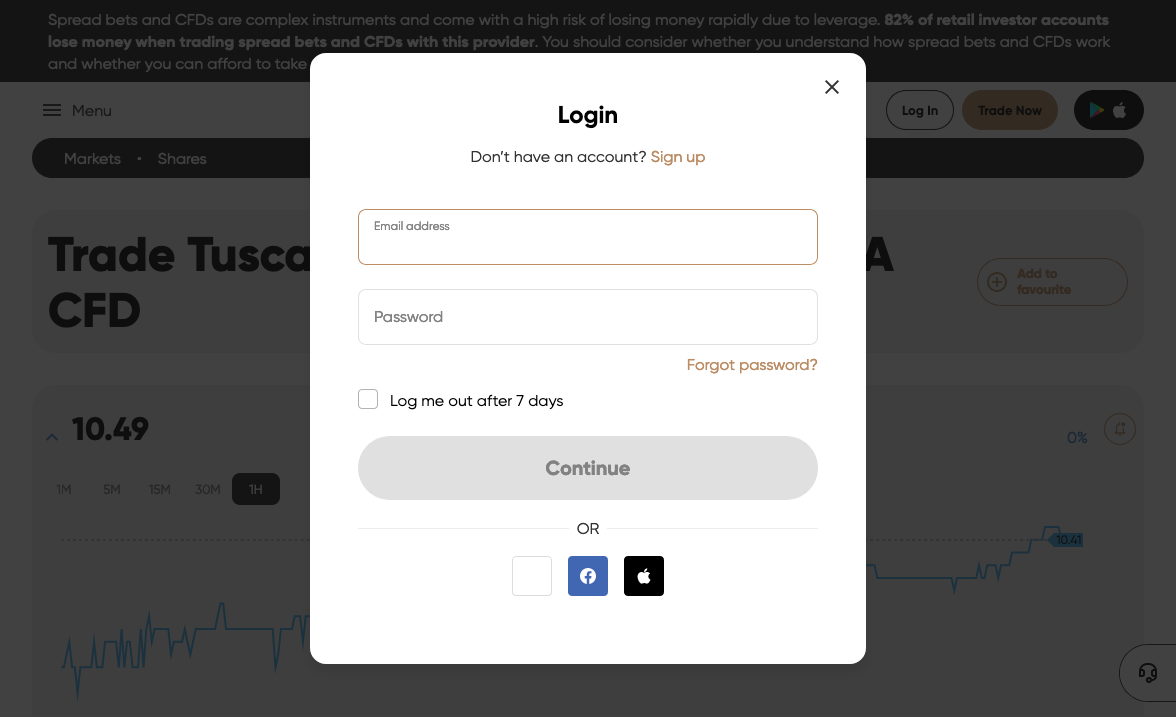 Spread bets and CFDs are complex instruments and come with a high risk of losing money rapidly due to leverage. 82% of retail investor accounts
lose money when trading spread bets and CFDs with this provider. You should consider whether you understand how spread bets and CFDs work
and whether you can afford to take
Menu
Log In
Trade Now
Markets • Shares
Login
Don't have an account? Sign up
Trade Tusca
A
CFD
Add to
favourite
Email address
Password
Forgot password?
Log me out after 7 days
10.49
0%
1M
5M
15M
30M
1H
Continue
OR
10.41